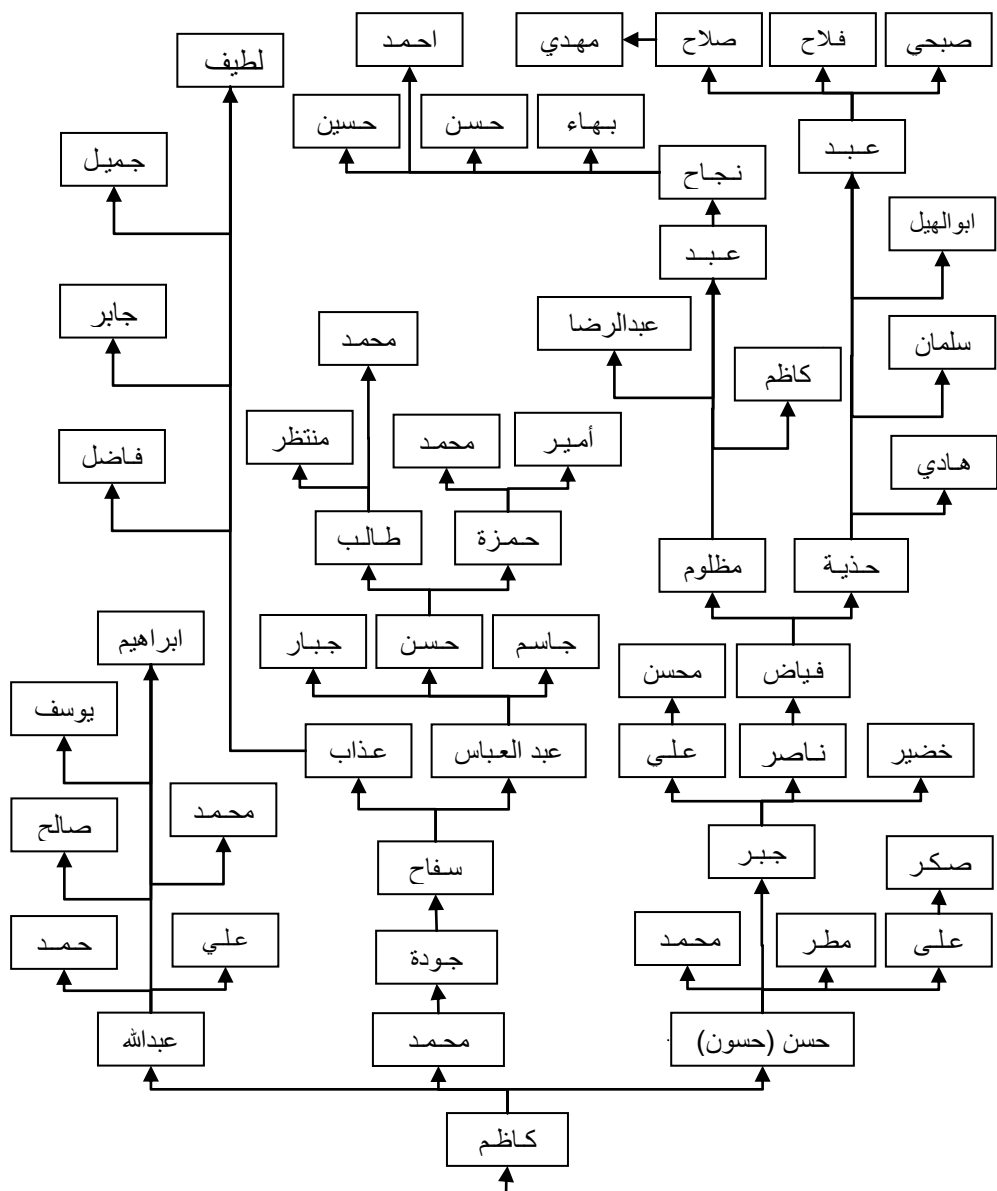 صبحي
فلاح
صلاح
مهدي
احمد
لطيف
بهاء
حسن
حسين
عبد
جميل
نجاح
ابوالهيل
عبد
جابر
عبدالرضا
سلمان
محمد
كاظم
أمير
محمد
منتظر
فاضل
هادي
حمزة
طالب
حذية
مظلوم
جاسم
حسن
جبار
ابراهيم
فياض
محسن
يوسف
خضير
ناصر
علي
عبد العباس
عذاب
محمد
صالح
جبر
سفاح
صكر
علي
حمد
على
مطر
محمد
جودة
حسن (حسون)
محمد
عبدالله
كاظم